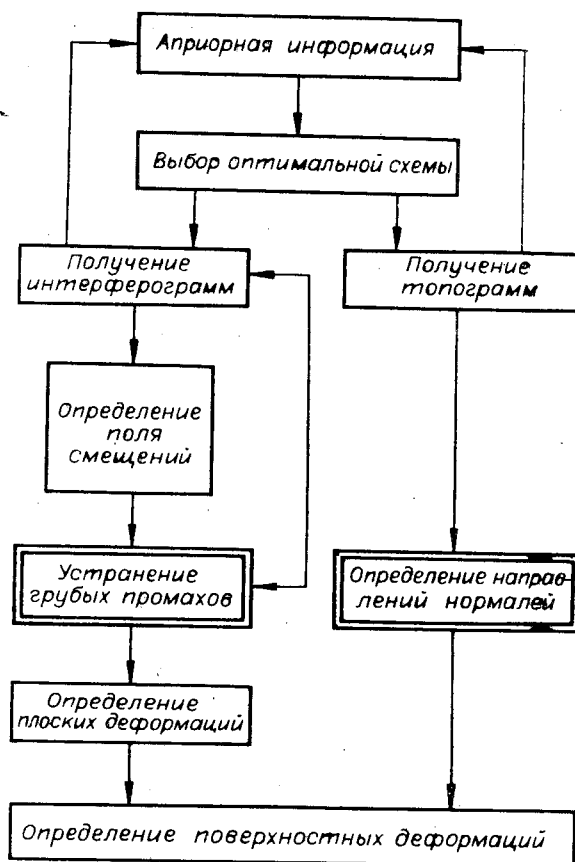 Априорная информация
Выбор оптимальной схемы
Получение
интерферограмм
Получение
топограмм
Определение
поля
смещений
Устранение
грубых промахов
Определение направ-
лений нормалей
Определение
плоских деформаций
Определение поверхностных деформаций